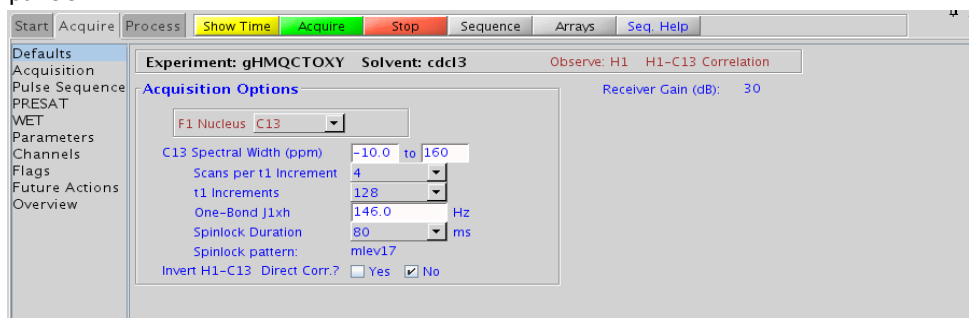 Start Acquire Process Show Time Acquire Stop Sequence Arrays Seq. Help
Defaults
Acquisition
Pulse Sequence
PRESAT
WET
Parameters
Channels
Flags
Future Actions
Overview
Experiment: gHMQCTOXY Solvent: cdcl3 Observe: H1 H1-C13 Correlation
Acquisition Options Receiver Gain (dB): 30
F1 Nucleus C13
C13 Spectral Width (ppm) -10.0 to 160
Scans per t1 Increment 4
t1 Increments 128
One-Bond J1xh 146.0 Hz
Spinlock Duration 80 ms
Spinlock pattern: mlev17
Invert H1-C13 Direct Corr.? Yes No